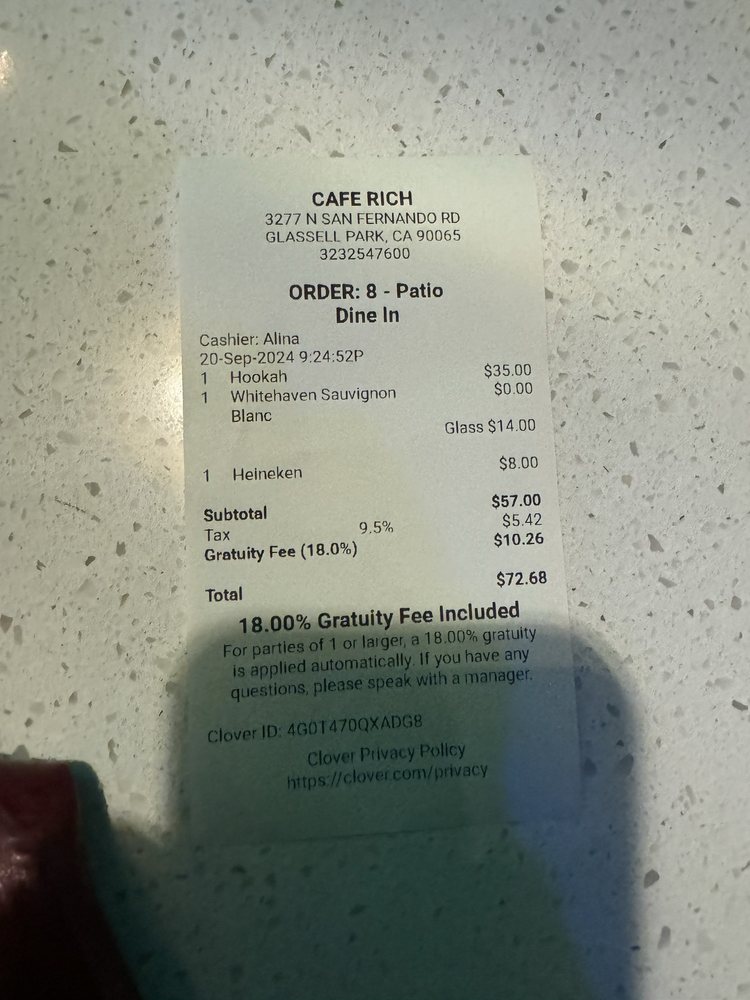 CAFE RICH
3277 N SAN FERNANDO RD
GLASSELL PARK, CA 90065
3232547600
ORDER: 8 - Patio
Dine In
Cashier: Alina
20-Sep-2024 9:24:52P
1 Hookah $35.00
1 Whitehaven Sauvignon $0.00
Blanc
Glass $14.00
1 Heineken $8.00
Subtotal $57.00
Tax 9.5% $5.42
Gratuity Fee (18.0%) $10.26
Total $72.68
18.00% Gratuity Fee Included
For parties of 1 or larger, a 18.00% gratuity
is applied automatically. If you have any
questions, please speak with a manager.
Clover ID: 4G0T470QXADG8
Clover Privacy Policy
https://clover.com/privacy